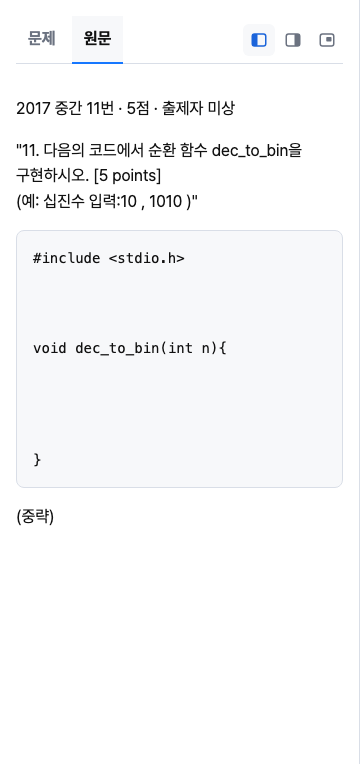 문제 원문
2017 중간 11번 · 5점 · 출제자 미상
"11. 다음의 코드에서 순환 함수 dec_to_bin을
구현하시오. [5 points]
(예: 십진수 입력:10 , 1010 )"
#include <stdio.h>
void dec_to_bin(int n){
}
(중략)